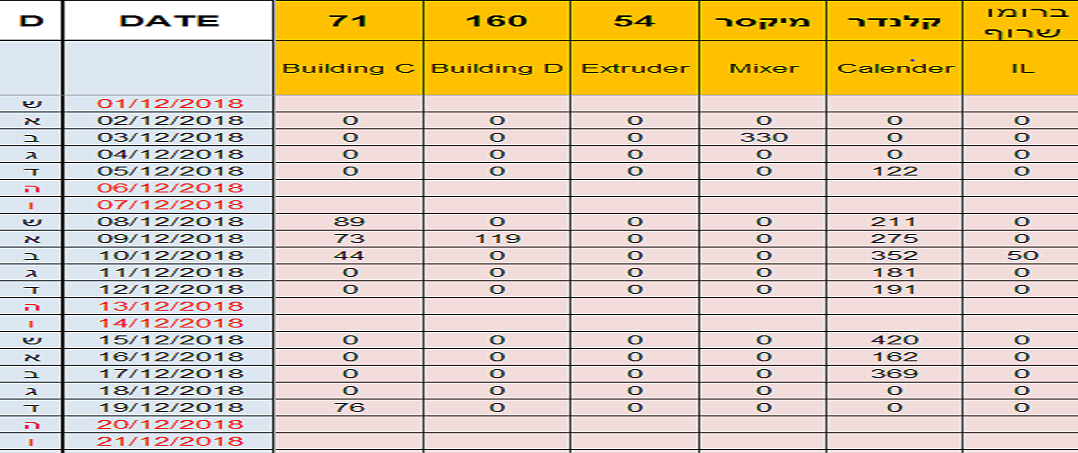 D DATE 71 160 54 מיקסר קלנדר ברומו שרוף
Building C Building D Extruder Mixer Calender IL
ש 01/12/2018
א 02/12/2018 0 0 0 0 0 0
ב 03/12/2018 0 0 0 330 0 0
ג 04/12/2018 0 0 0 0 0 0
ד 05/12/2018 0 0 0 0 122 0
ה 06/12/2018
ו 07/12/2018
ש 08/12/2018 89 0 0 0 211 0
א 09/12/2018 73 119 0 0 275 0
ב 10/12/2018 44 0 0 0 352 50
ג 11/12/2018 0 0 0 0 181 0
ד 12/12/2018 0 0 0 0 191 0
ה 13/12/2018
ו 14/12/2018
ש 15/12/2018 0 0 0 0 420 0
א 16/12/2018 0 0 0 0 162 0
ב 17/12/2018 0 0 0 0 369 0
ג 18/12/2018 0 0 0 0 0 0
ד 19/12/2018 76 0 0 0 0 0
ה 20/12/2018
ו 21/12/2018